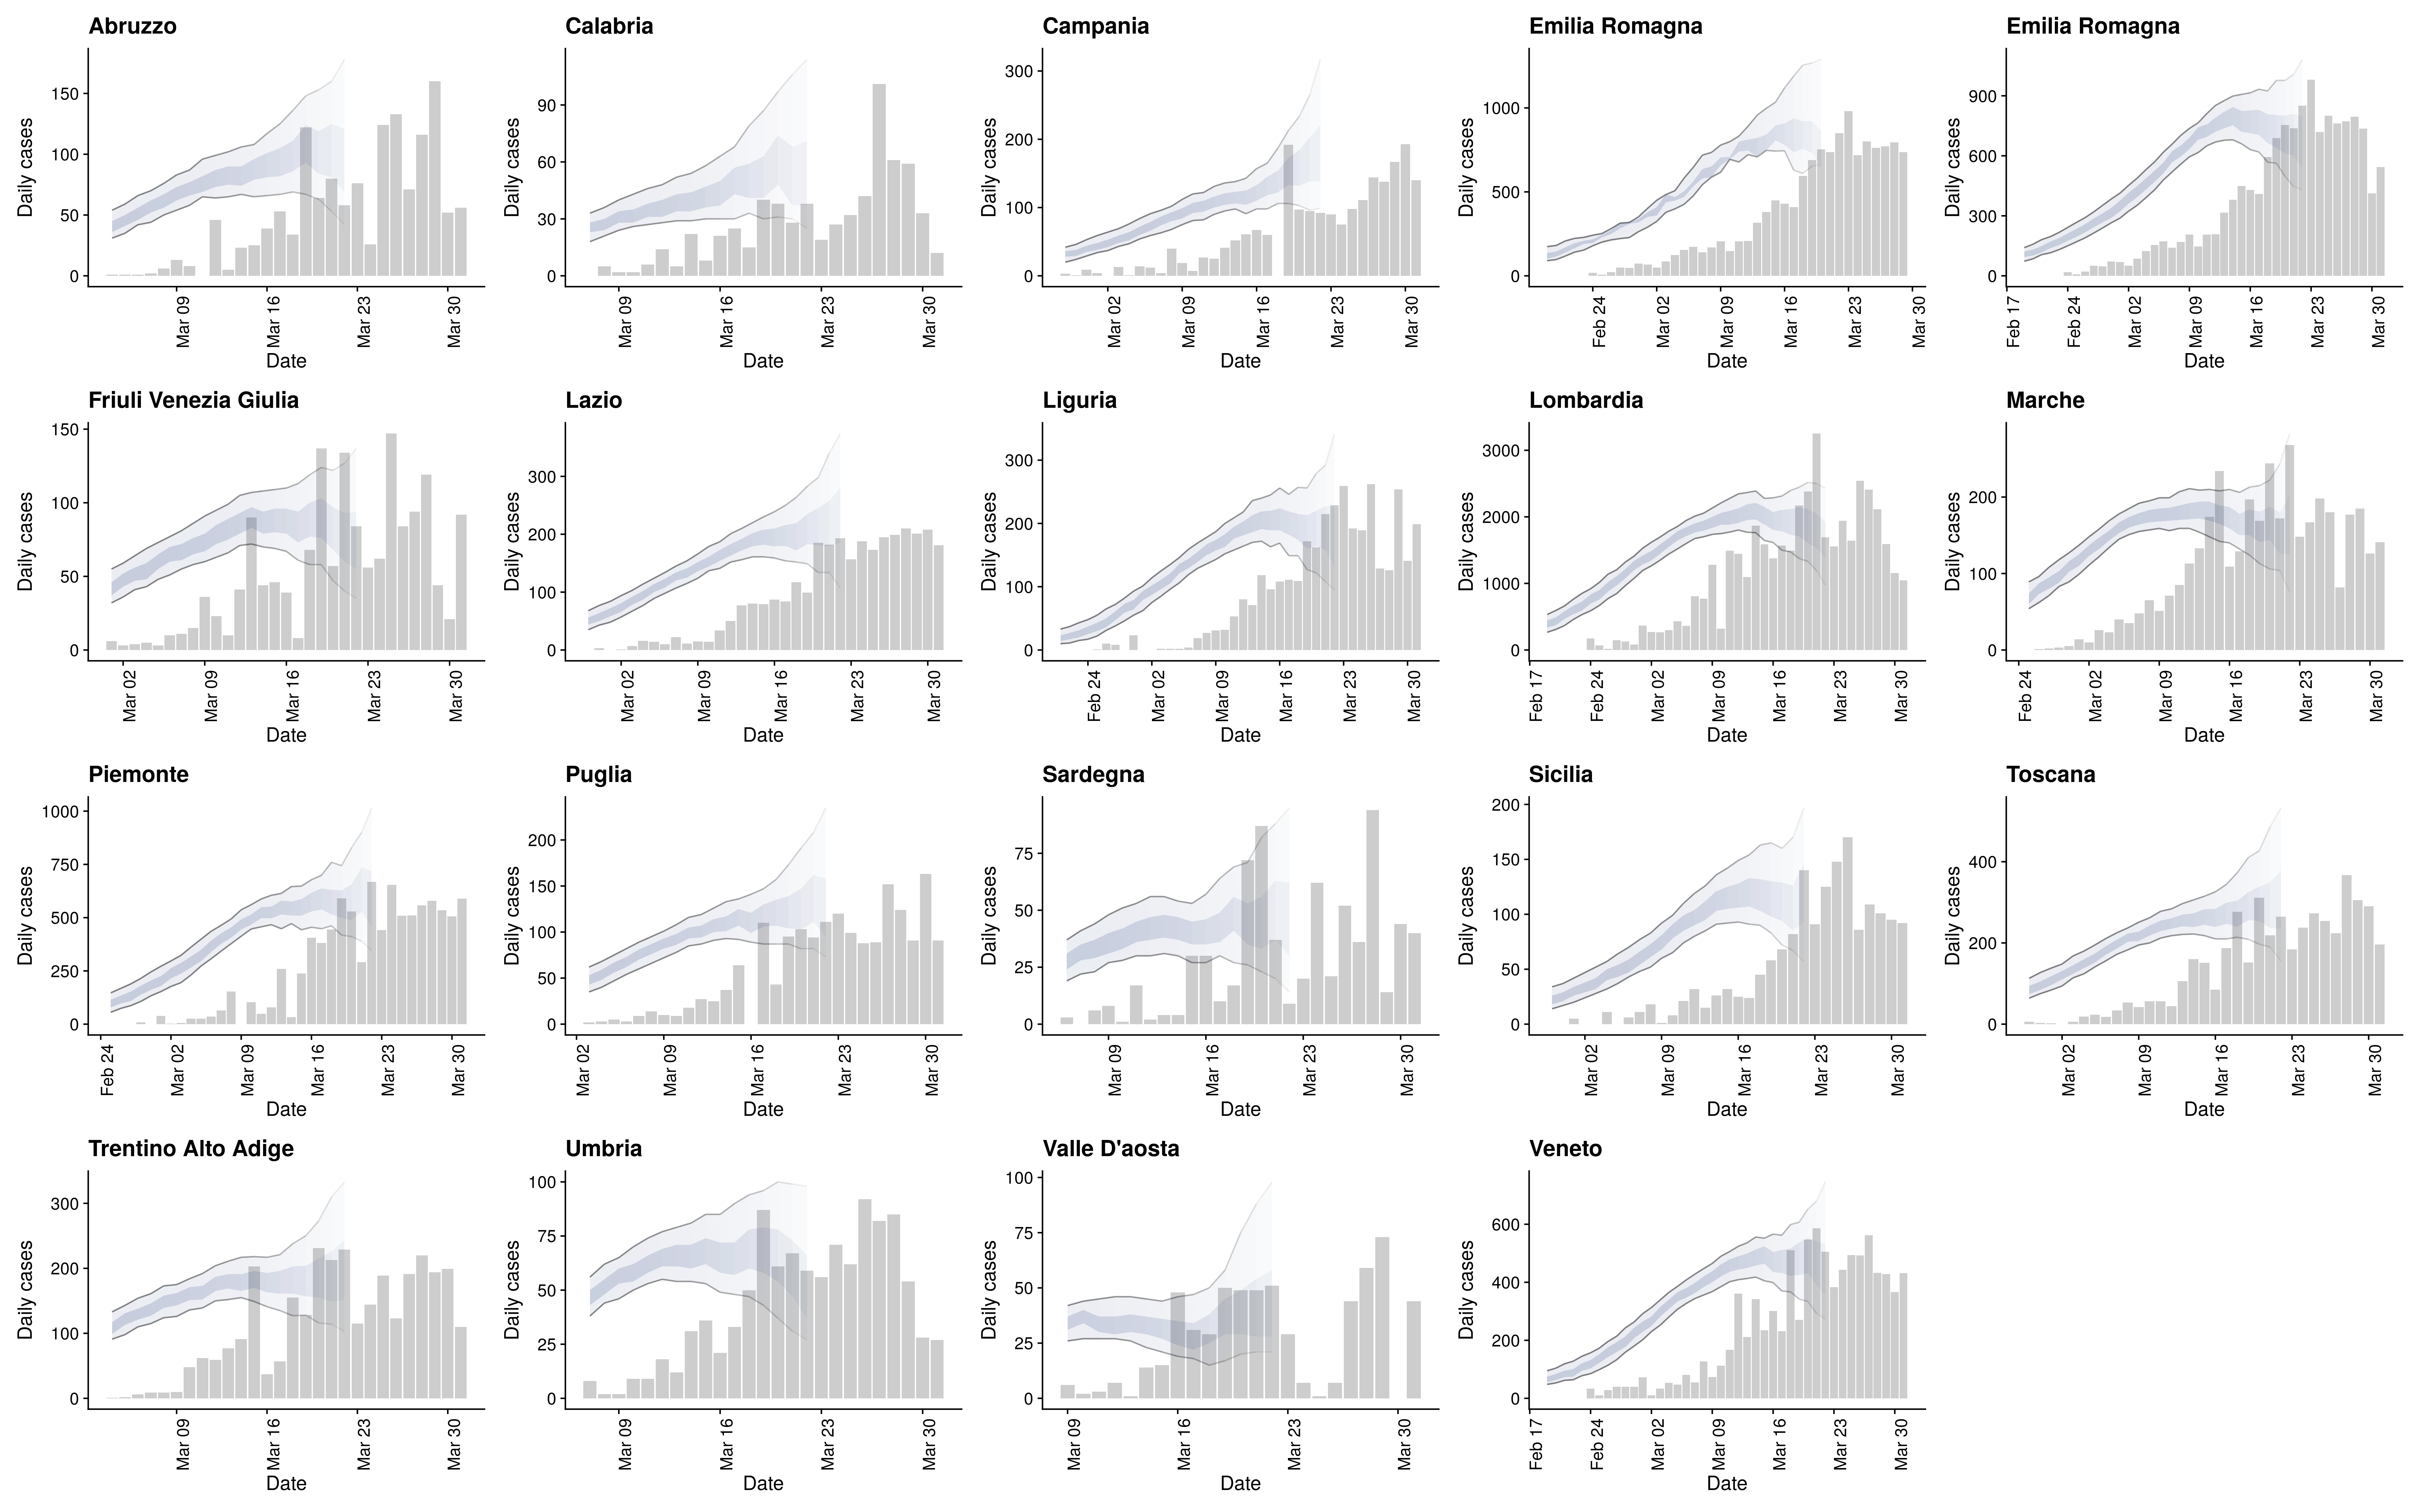 Abruzzo
Daily cases
150
100
50
0
Mar 09
Mar 16
Mar 23
Mar 30
Date
Calabria
Daily cases
90
60
30
0
Mar 09
Mar 16
Mar 23
Mar 30
Date
Campania
Daily cases
300
200
100
0
Mar 02
Mar 09
Mar 16
Mar 23
Mar 30
Date
Emilia Romagna
Daily cases
1000
500
0
Feb 24
Mar 02
Mar 09
Mar 16
Mar 23
Mar 30
Date
Emilia Romagna
Daily cases
900
600
300
0
Feb 17
Feb 24
Mar 02
Mar 09
Mar 16
Mar 23
Mar 30
Date
Friuli Venezia Giulia
Daily cases
150
100
50
0
Mar 02
Mar 09
Mar 16
Mar 23
Mar 30
Date
Lazio
Daily cases
300
200
100
0
Mar 02
Mar 09
Mar 16
Mar 23
Mar 30
Date
Liguria
Daily cases
300
200
100
0
Feb 24
Mar 02
Mar 09
Mar 16
Mar 23
Mar 30
Date
Lombardia
Daily cases
3000
2000
1000
0
Feb 17
Feb 24
Mar 02
Mar 09
Mar 16
Mar 23
Mar 30
Date
Marche
Daily cases
200
100
0
Feb 24
Mar 02
Mar 09
Mar 16
Mar 23
Mar 30
Date
Piemonte
Daily cases
1000
750
500
250
0
Feb 24
Mar 02
Mar 09
Mar 16
Mar 23
Mar 30
Date
Puglia
Daily cases
200
150
100
50
0
Mar 02
Mar 09
Mar 16
Mar 23
Mar 30
Date
Sardegna
Daily cases
75
50
25
0
Mar 09
Mar 16
Mar 23
Mar 30
Date
Sicilia
Daily cases
200
150
100
50
0
Mar 02
Mar 09
Mar 16
Mar 23
Mar 30
Date
Toscana
Daily cases
400
200
0
Mar 02
Mar 09
Mar 16
Mar 23
Mar 30
Date
Trentino Alto Adige
Daily cases
300
200
100
0
Mar 09
Mar 16
Mar 23
Mar 30
Date
Umbria
Daily cases
100
75
50
25
0
Mar 09
Mar 16
Mar 23
Mar 30
Date
Valle D'aosta
Daily cases
100
75
50
25
0
Mar 09
Mar 16
Mar 23
Mar 30
Date
Veneto
Daily cases
600
400
200
0
Feb 17
Feb 24
Mar 02
Mar 09
Mar 16
Mar 23
Mar 30
Date